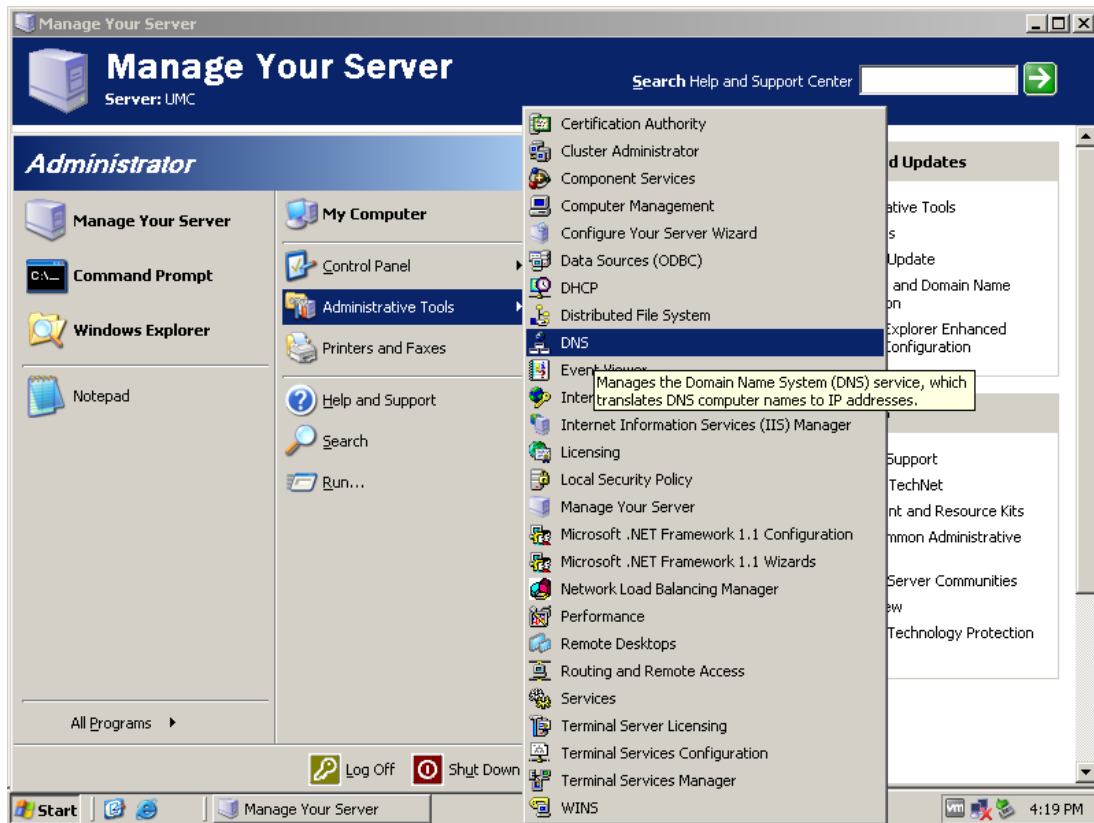 Manage Your Server
Manage Your Server
Server: UMC
Search Help and Support Center
Administrator
Manage Your Server
Command Prompt
Windows Explorer
Notepad
All Programs
My Computer
Control Panel
Administrative Tools
Printers and Faxes
Help and Support
Search
Run...
Log Off
Shut Down
Certification Authority
Cluster Administrator
Component Services
Computer Management
Configure Your Server Wizard
Data Sources (ODBC)
DHCP
Distributed File System
DNS
Event Viewer
Manages the Domain Name System (DNS) service, which
translates DNS computer names to IP addresses.
Inter
Internet Information Services (IIS) Manager
Licensing
Local Security Policy
Manage Your Server
Microsoft .NET Framework 1.1 Configuration
Microsoft .NET Framework 1.1 Wizards
Network Load Balancing Manager
Performance
Remote Desktops
Routing and Remote Access
Services
Terminal Server Licensing
Terminal Services Configuration
Terminal Services Manager
WINS
d Updates
ative Tools
s
Update
and Domain Name
on
Explorer Enhanced
Configuration
Support
TechNet
nt and Resource Kits
mmon Administrative
Server Communities
ew
Technology Protection
Start
Manage Your Server
vm
4:19 PM